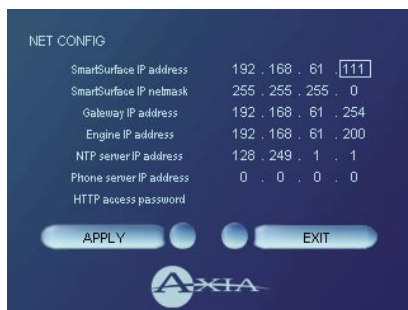 NET CONFIG
SmartSurface IP address 192 . 168 . 61 . 111
SmartSurface IP netmask 255 . 255 . 255 . 0
Gateway IP address 192 . 168 . 61 . 254
Engine IP address 192 . 168 . 61 . 200
NTP server IP address 128 . 249 . 1 . 1
Phone server IP address 0 . 0 . 0 . 0
HTTP access password
APPLY EXIT
AXIA